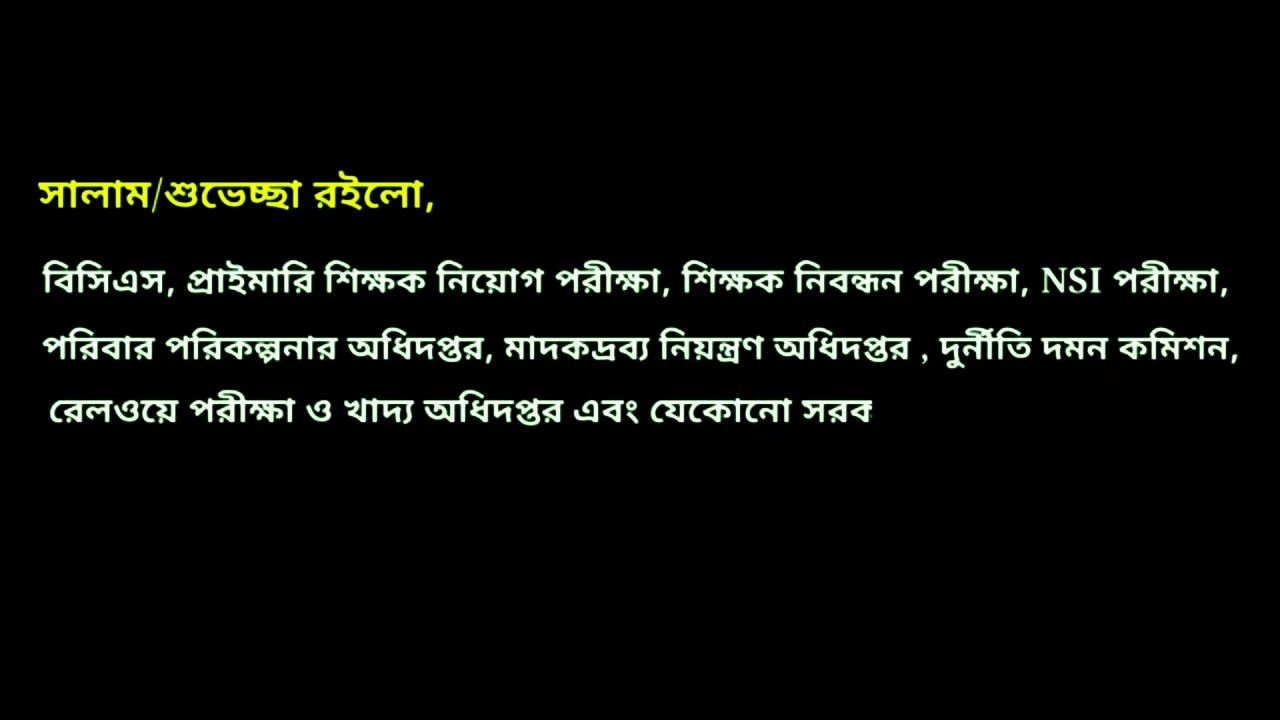 সালাম/শুভেচ্ছা রইলো,
বিসিএস, প্রাইমারি শিক্ষক নিয়োগ পরীক্ষা, শিক্ষক নিবন্ধন পরীক্ষা, NSI পরীক্ষা,
পরিবার পরিকল্পনার অধিদপ্তর, মাদকদ্রব্য নিয়ন্ত্রণ অধিদপ্তর , দুর্নীতি দমন কমিশন,
রেলওয়ে পরীক্ষা ও খাদ্য অধিদপ্তর এবং যেকোনো সরক